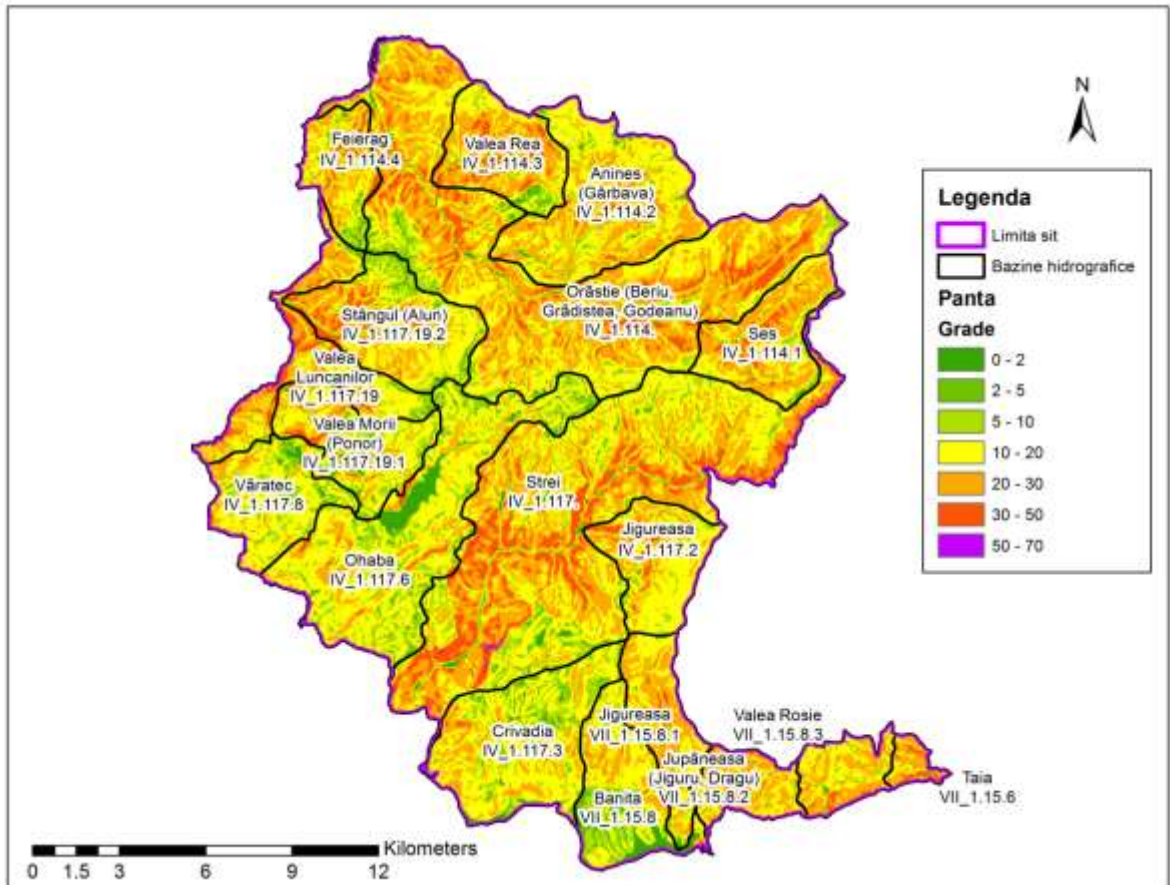 N
Feierag
IV_1.114.4
Valea Rea
IV_1.114.3
Anines
(Gârbava)
IV_1.114.2
Orăstie (Beriu,
Grădistea, Godeanu)
IV_1.114.
Ses
IV_1.114.1
Stângul (Alun)
IV_1.117.19.2
Valea
Luncanilor
IV_1.117.19
Valea Morii
(Ponor)
IV_1.117.19.1
Văratec
IV_1.117.8
Ohaba
IV_1.117.6
Strei
IV_1.117.
Jigureasa
IV_1.117.2
Crivadia
IV_1.117.3
Jigureasa
VII_1.15.8.1
Banita
VII_1.15.8
Jupâneasa
(Jiguru, Dragu)
VII_1.15.8.2
Valea Rosie
VII_1.15.8.3
Taia
VII_1.15.6
Legenda
Limita sit
Bazine hidrografice
Panta
Grade
0 - 2
2 - 5
5 - 10
10 - 20
20 - 30
30 - 50
50 - 70
Kilometers
0 1.5 3 6 9 12